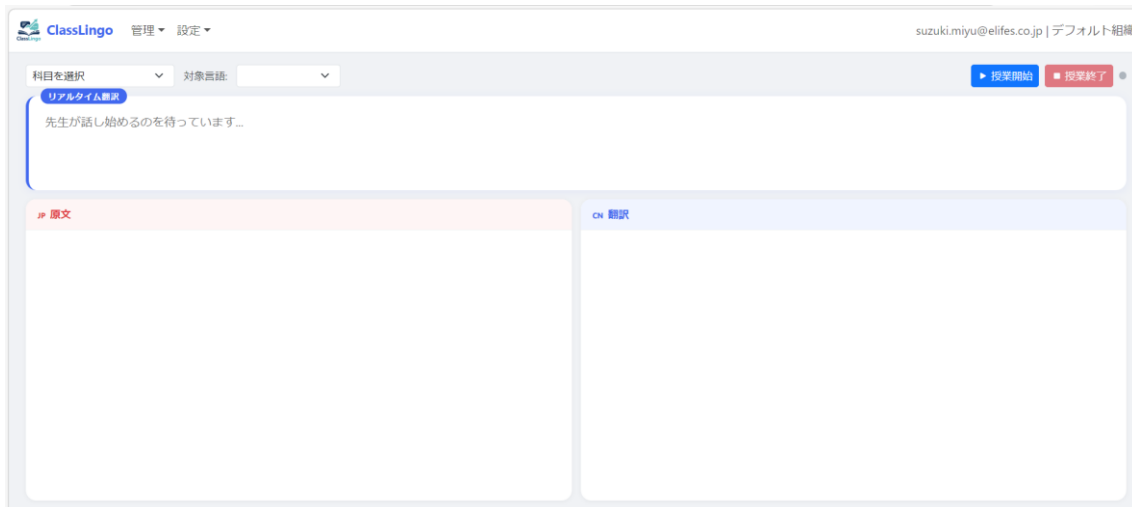 ClassLingo 管理 設定 suzuki.miyu@elifes.co.jp | デフォルト組織
科目を選択 対象言語: 授業開始 授業終了
リアルタイム翻訳
先生が話し始めるのを待っています...
JP 原文 CN 翻訳